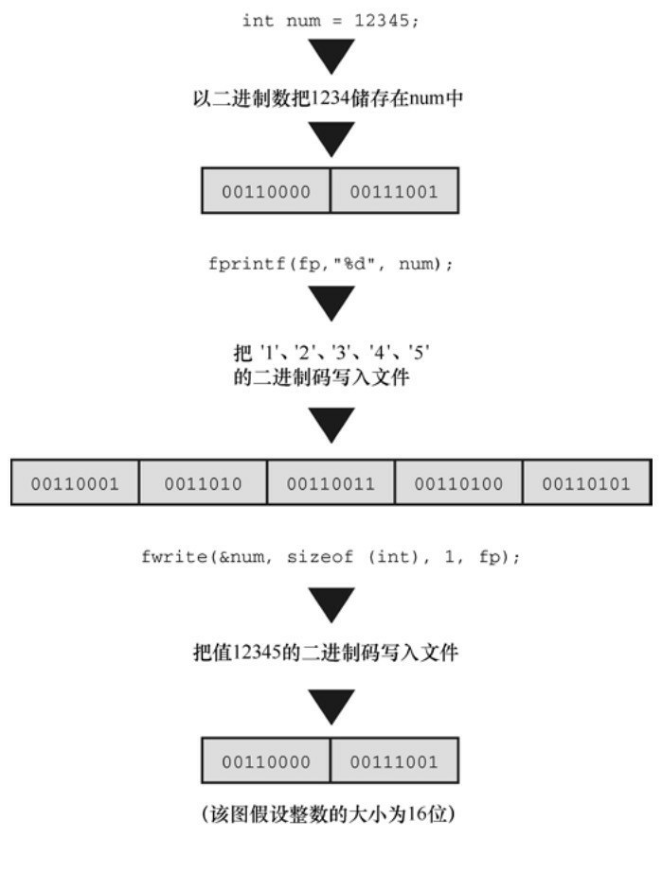 int num = 12345;
以二进制数把1234储存在num中
00110000 00111001
fprintf(fp,"%d", num);
把 '1'、'2'、'3'、'4'、'5'
的二进制码写入文件
00110001 0011010 00110011 00110100 00110101
fwrite(&num, sizeof (int), 1, fp);
把值12345的二进制码写入文件
00110000 00111001
(该图假设整数的大小为16位)